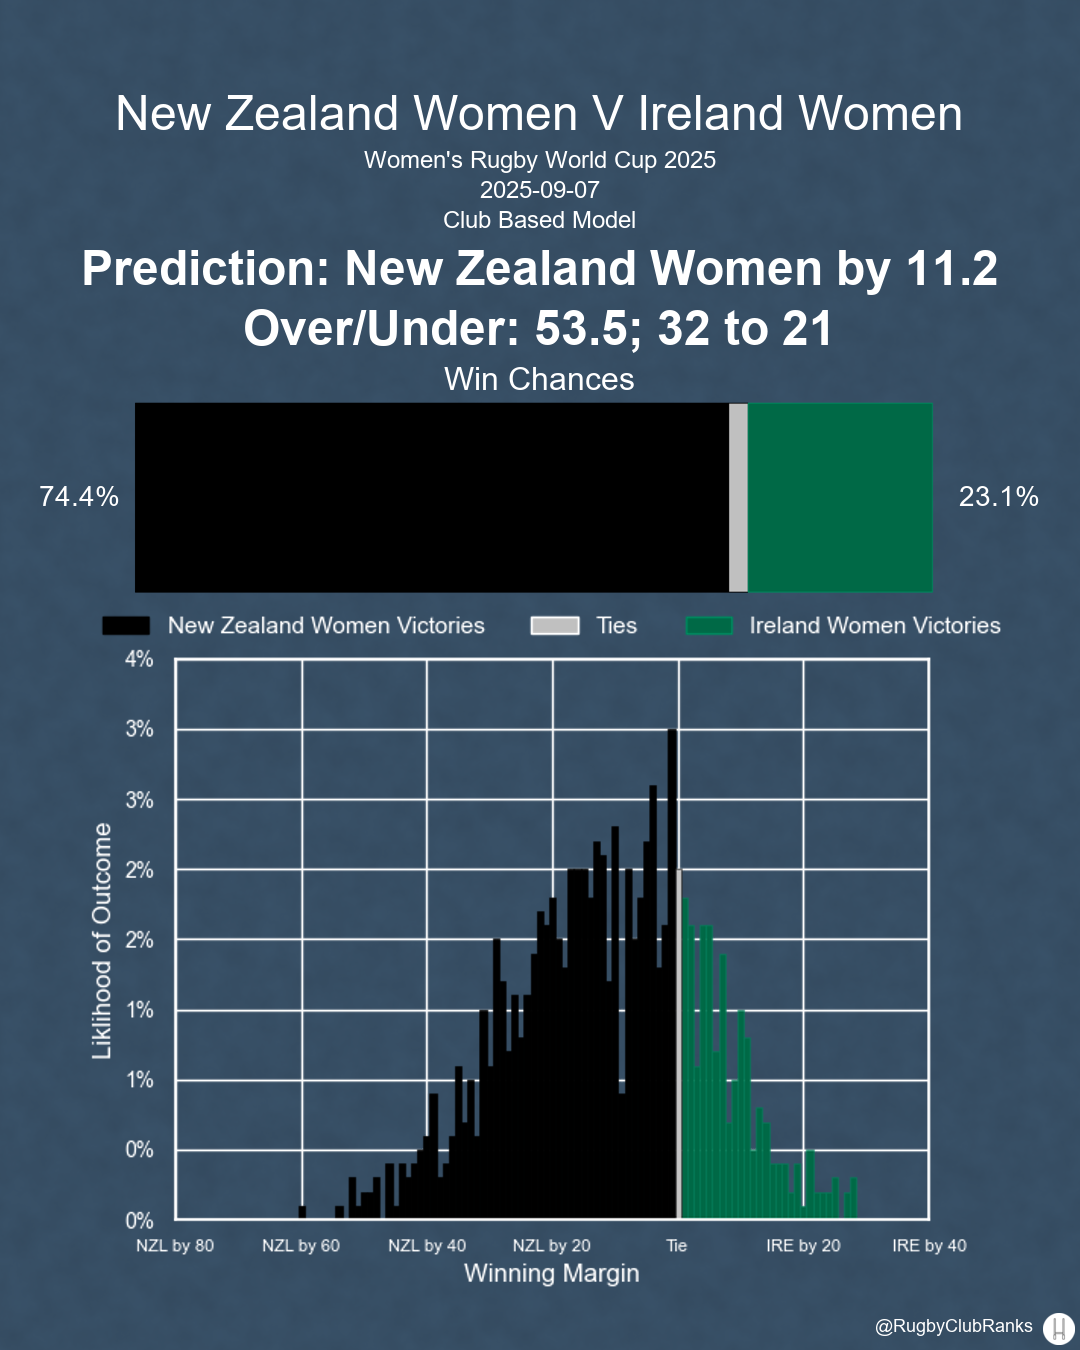 New Zealand Women V Ireland Women
Women's Rugby World Cup 2025
2025-09-07
Club Based Model
Prediction: New Zealand Women by 11.2
Over/Under: 53.5; 32 to 21
Win Chances
74.4%
23.1%
New Zealand Women Victories
Ties
Ireland Women Victories
4%
3%
3%
2%
2%
1%
1%
0%
0%
Liklihood of Outcome
NZL by 80
NZL by 60
NZL by 40
NZL by 20
Tie
IRE by 20
IRE by 40
Winning Margin
@RugbyClubRanks